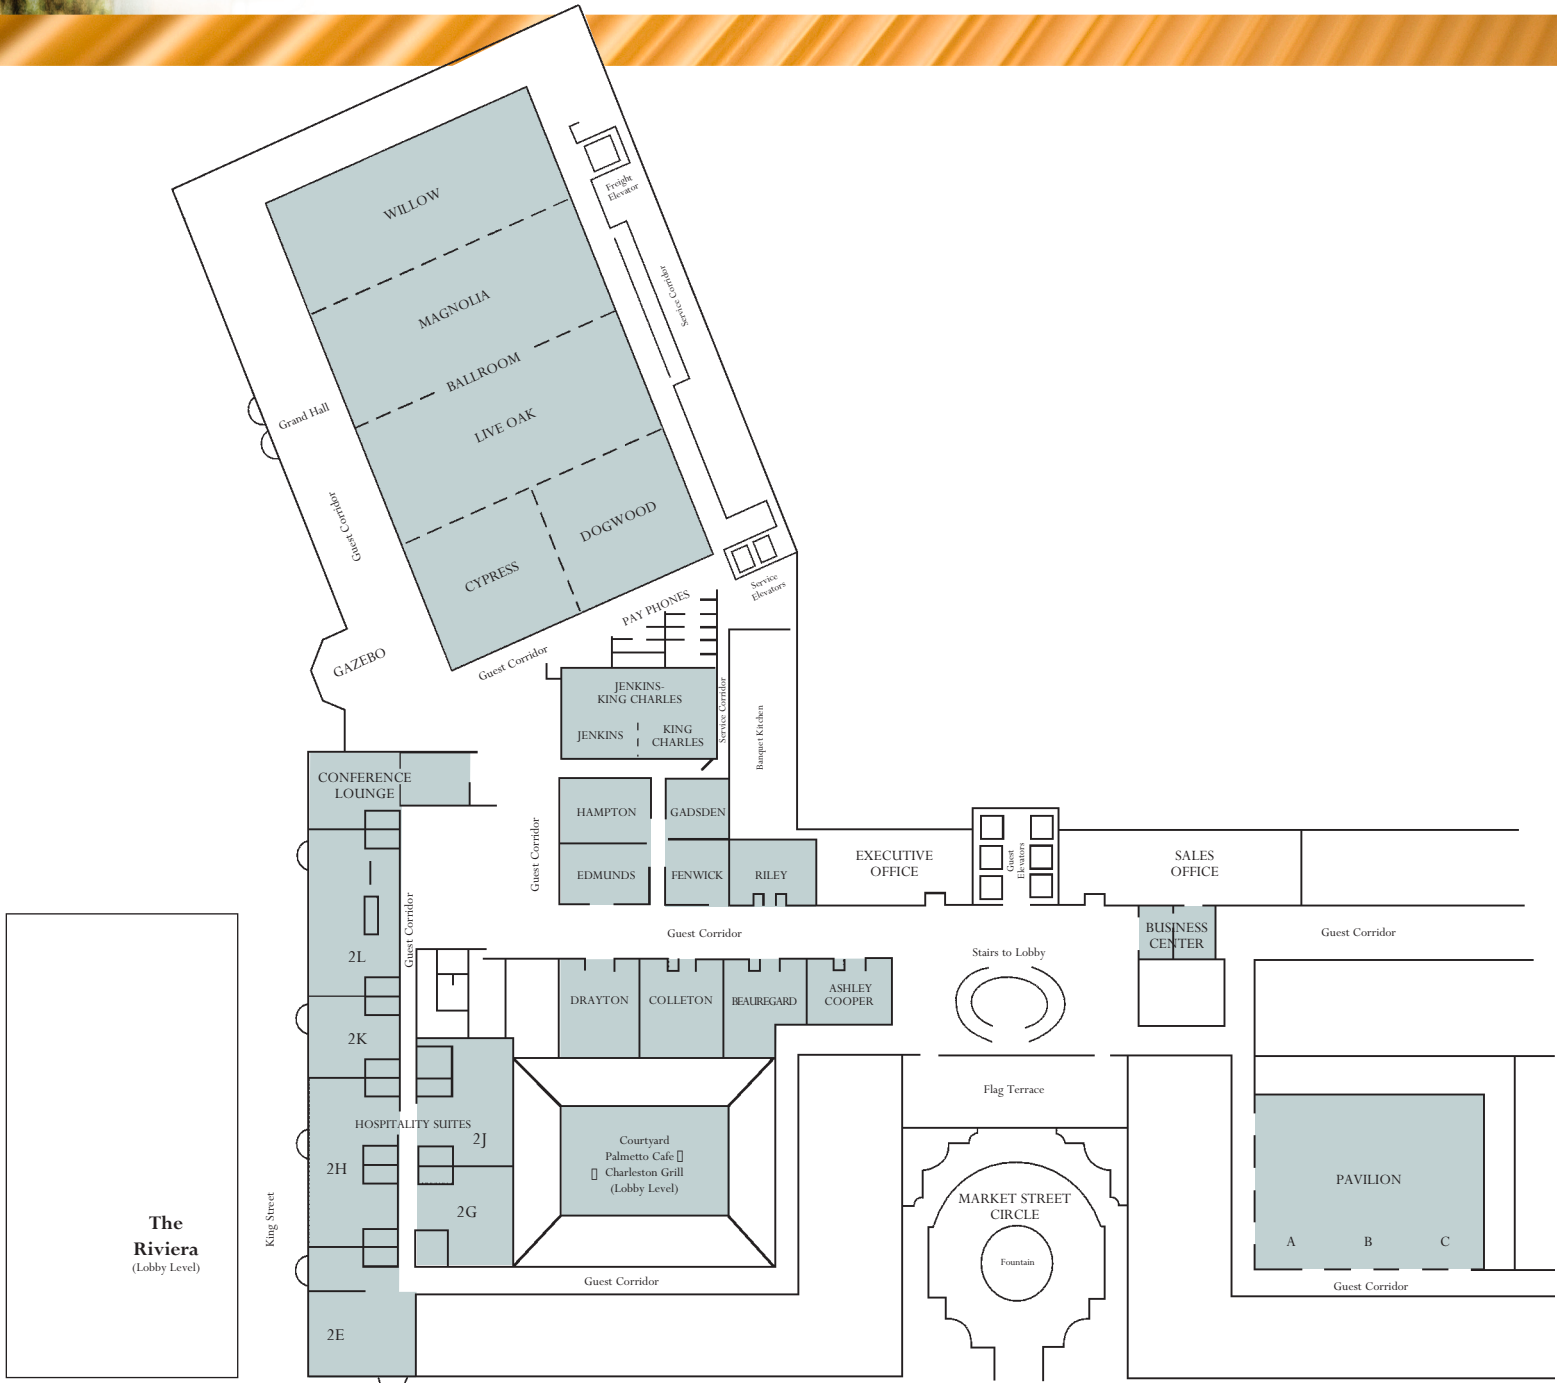 WILLOW
Freight
Elevator
MAGNOLIA
Service Corridor
BALLROOM
Grand Hall
LIVE OAK
Guest Corridor
DOGWOOD
CYPRESS
Service
Elevators
PAY PHONES
GAZEBO
Guest Corridor
JENKINS-
KING CHARLES
JENKINS
KING
CHARLES
Service Corridor
Banquet Kitchen
CONFERENCE
LOUNGE
HAMPTON
GADSDEN
Guest Corridor
EDMUNDS
FENWICK
RILEY
EXECUTIVE
OFFICE
Guest
Elevators
SALES
OFFICE
Guest Corridor
Guest Corridor
BUSINESS
CENTER
Guest Corridor
2L
Stairs to Lobby
DRAYTON
COLLETON
BEAUREGARD
ASHLEY
COOPER
2K
Flag Terrace
HOSPITALITY SUITES
2J
2H
Courtyard
Palmetto Cafe
Charleston Grill
(Lobby Level)
2G
PAVILION
A B C
MARKET STREET
CIRCLE
Fountain
King Street
The
Riviera
(Lobby Level)
Guest Corridor
Guest Corridor
2E